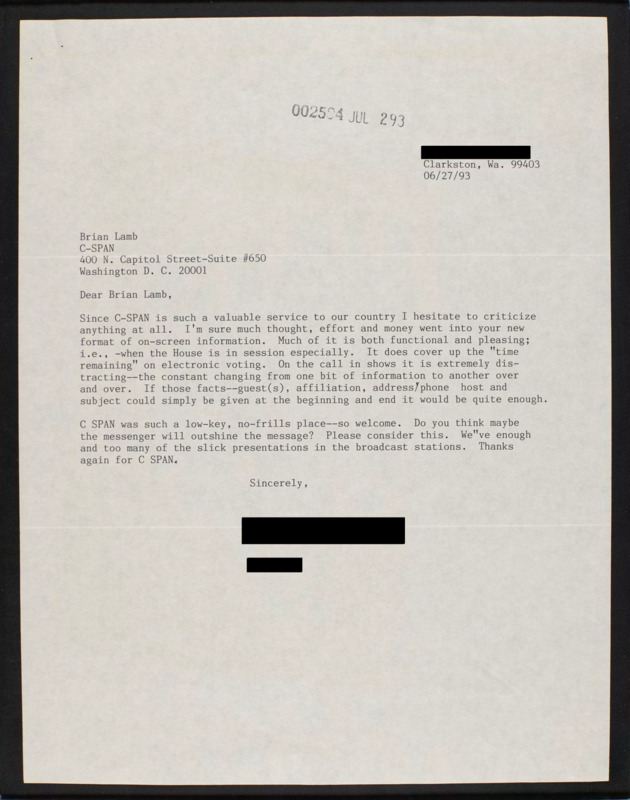 002594 JUL 293
Clarkston, Wa. 99403
06/27/93
Brian Lamb
C-SPAN
400 N. Capitol Street-Suite #650
Washington D. C. 20001
Dear Brian Lamb,
Since C-SPAN is such a valuable service to our country I hesitate to criticize
anything at all. I'm sure much thought, effort and money went into your new
format of on-screen information. Much of it is both functional and pleasing;
i.e., -when the House is in session especially. It does cover up the "time
remaining" on electronic voting. On the call in shows it is extremely dis-
tracting--the constant changing from one bit of information to another over
and over. If those facts--guest(s), affiliation, address/phone host and
subject could simply be given at the beginning and end it would be quite enough.
C SPAN was such a low-key, no-frills place--so welcome. Do you think maybe
the messenger will outshine the message? Please consider this. We"ve enough
and too many of the slick presentations in the broadcast stations. Thanks
again for C SPAN.
Sincerely,